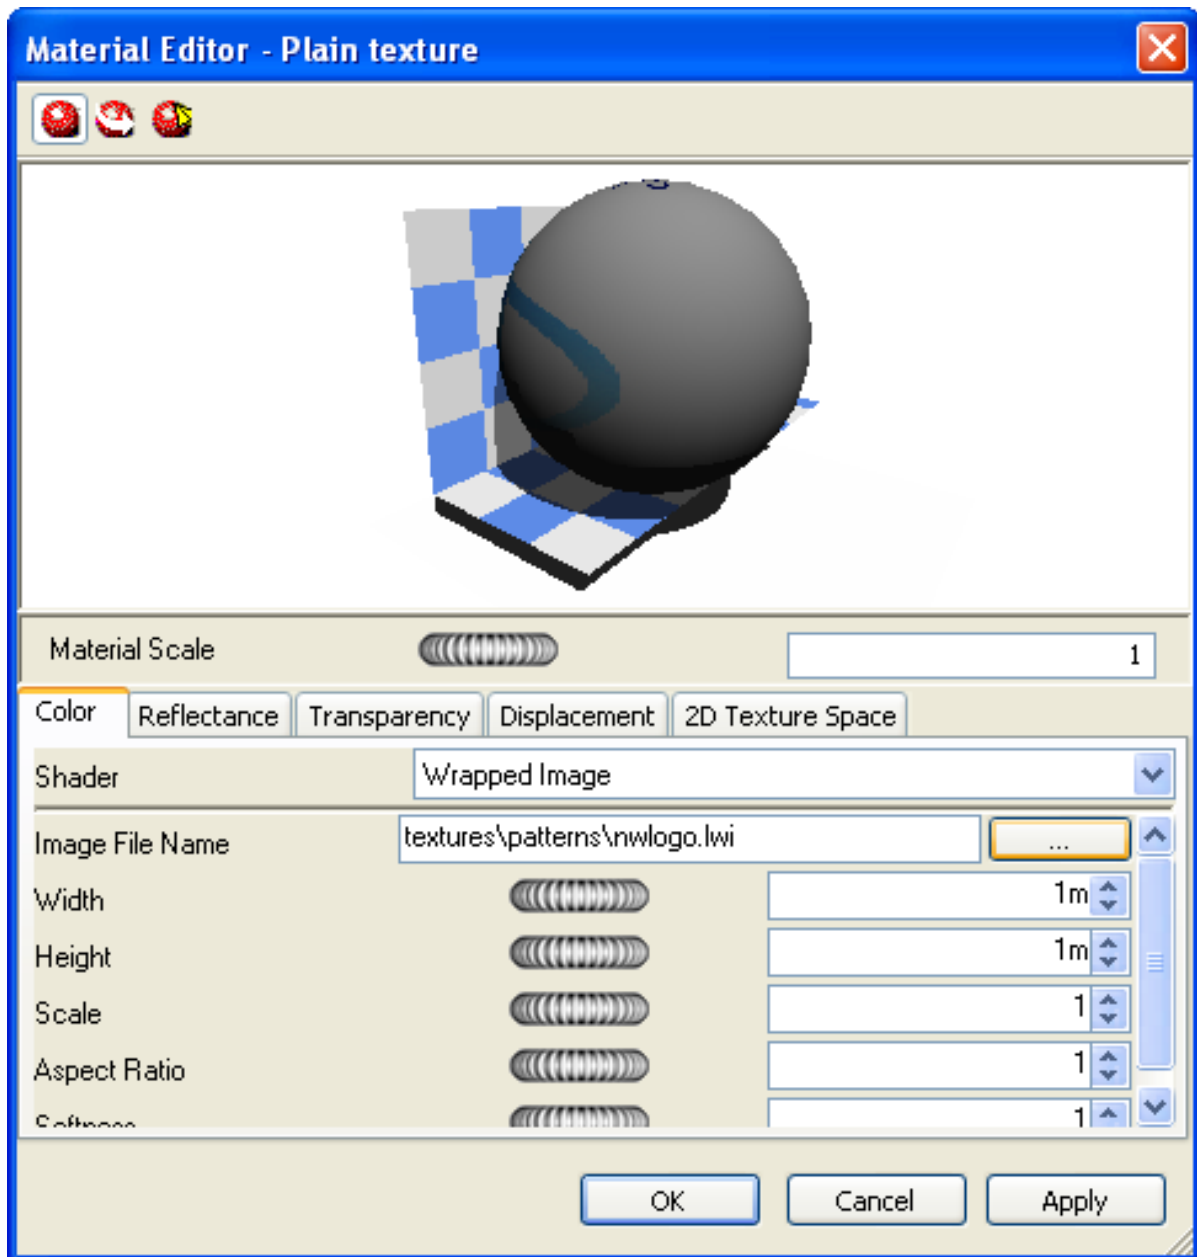 Material Editor - Plain texture
Material Scale 1
Color Reflectance Transparency Displacement 2D Texture Space
Shader Wrapped Image
Image File Name textures\patterns\nwlogo.lwi ...
Width 1m
Height 1m
Scale 1
Aspect Ratio 1
Softness 1
OK Cancel Apply